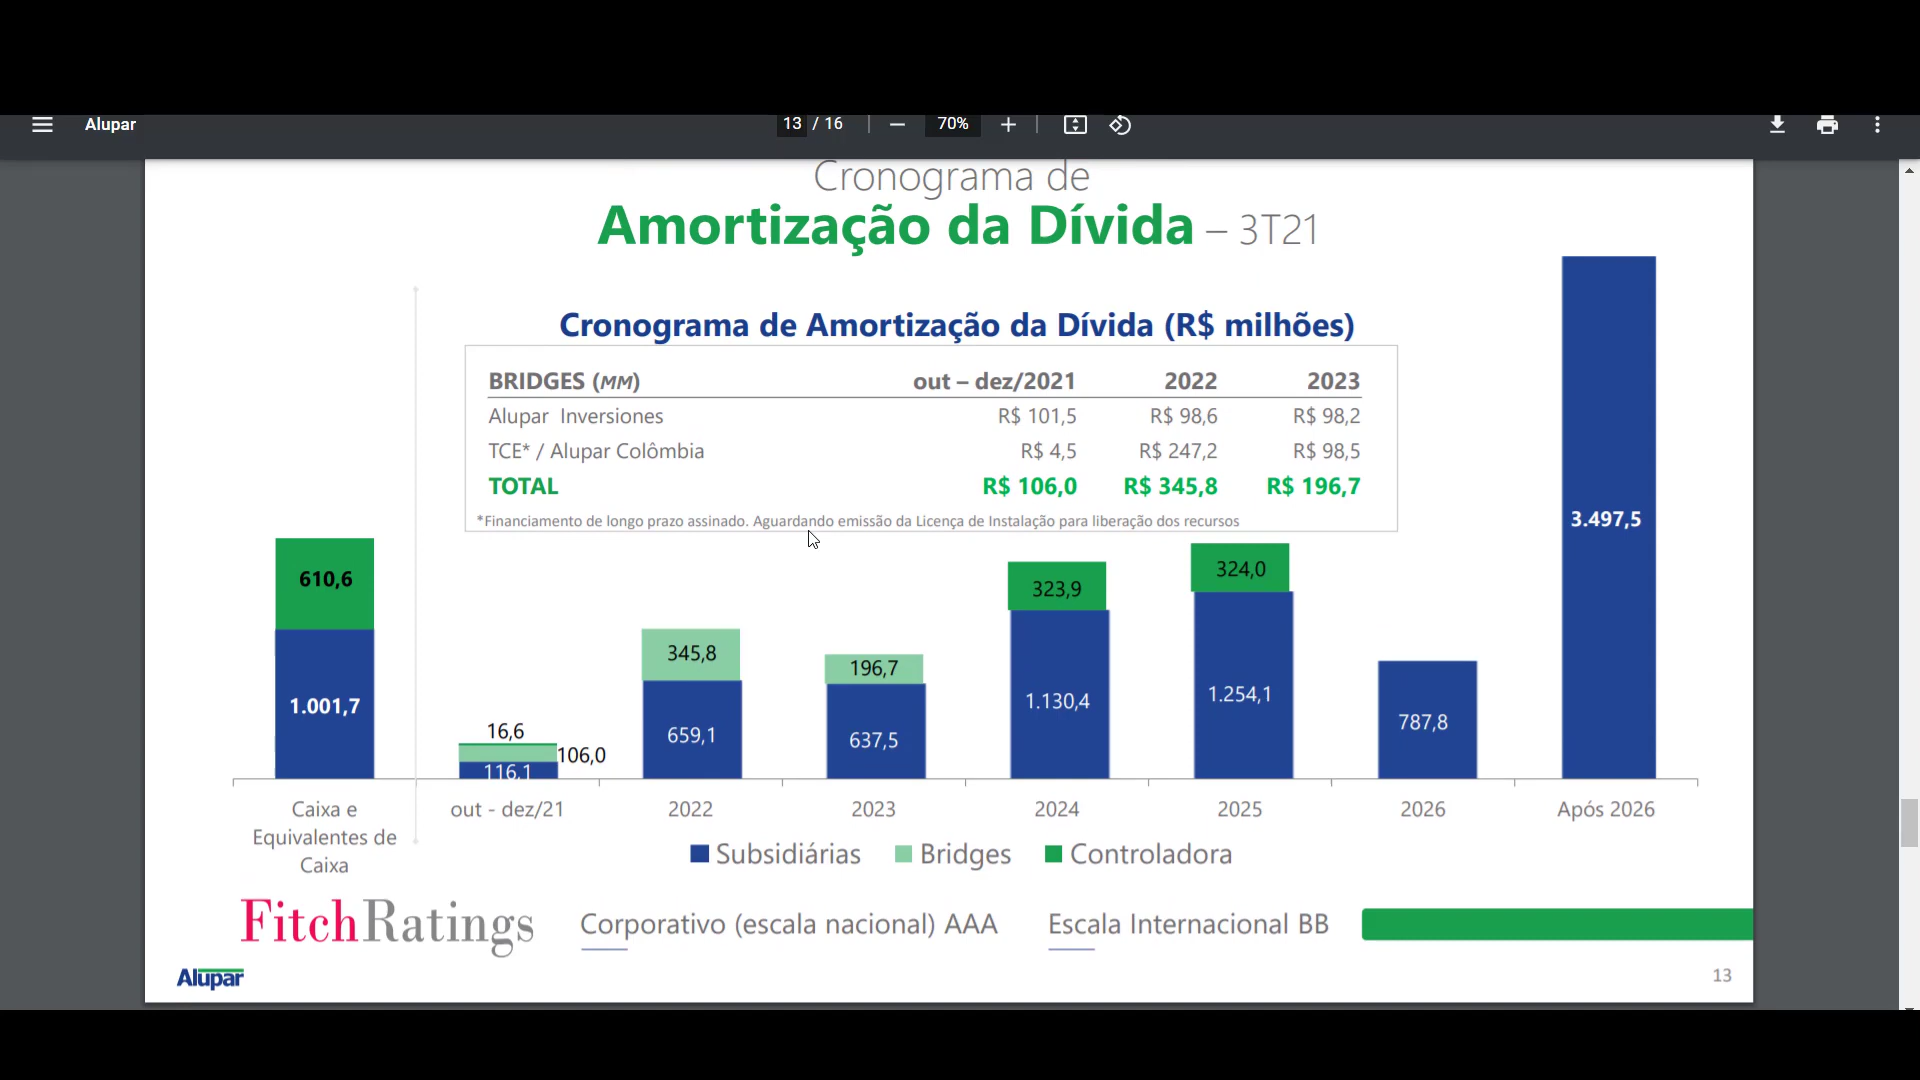 Alupar
13 / 16
70%
Cronograma de
Amortização da Dívida – 3T21
Cronograma de Amortização da Dívida (R$ milhões)
BRIDGES (MM) out – dez/2021 2022 2023
Alupar Inversiones R$ 101,5 R$ 98,6 R$ 98,2
TCE* / Alupar Colômbia R$ 4,5 R$ 247,2 R$ 98,5
TOTAL R$ 106,0 R$ 345,8 R$ 196,7
*Financiamento de longo prazo assinado. Aguardando emissão da Licença de Instalação para liberação dos recursos
610,6
1.001,7
16,6
106,0
116,1
345,8
659,1
196,7
637,5
323,9
1.130,4
324,0
1.254,1
787,8
3.497,5
Caixa e
Equivalentes de
Caixa
out - dez/21
2022
2023
2024
2025
2026
Após 2026
Subsidiárias Bridges Controladora
FitchRatings
Corporativo (escala nacional) AAA
Escala Internacional BB
Alupar
13